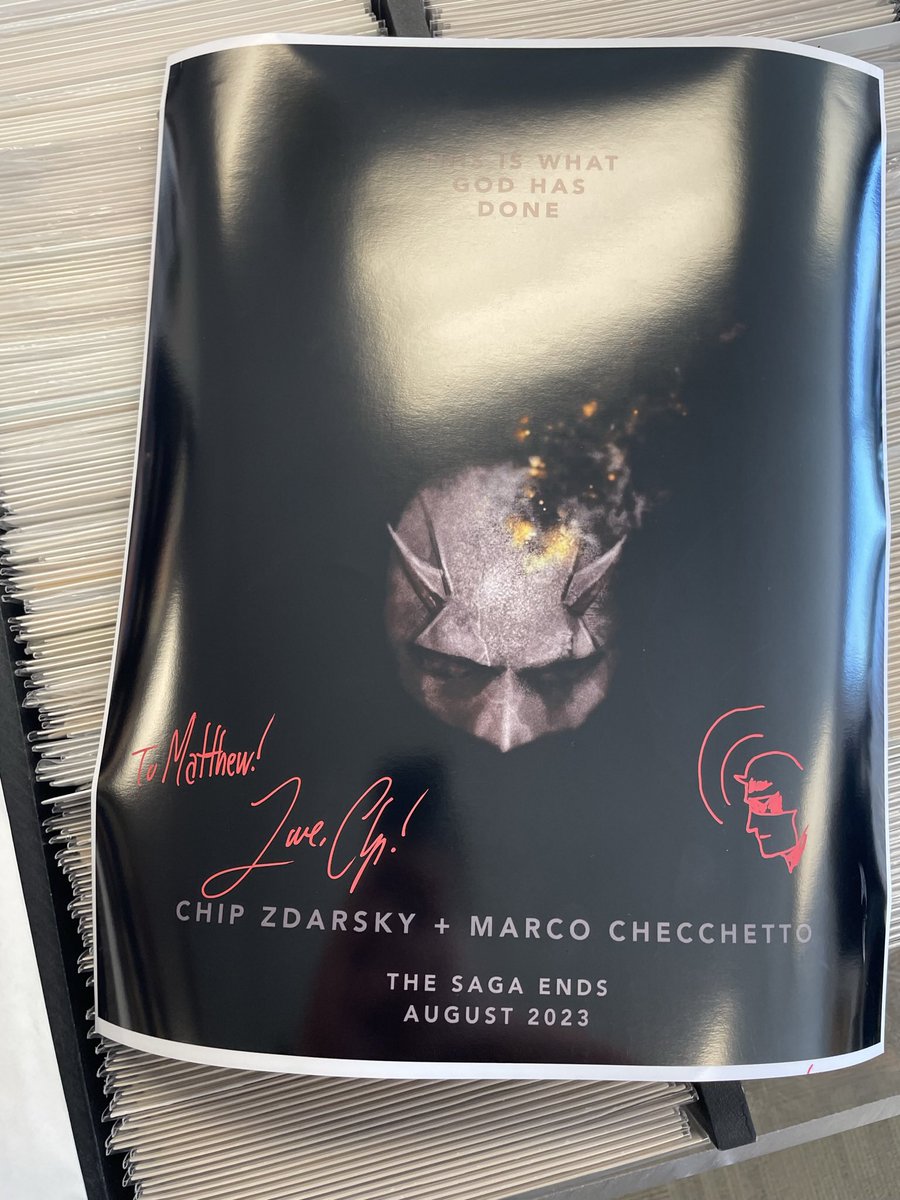 THIS IS WHAT
GOD HAS
DONE
To Matthew!
Love, Chip!
CHIP ZDARSKY + MARCO CHECCHETTO
THE SAGA ENDS
AUGUST 2023